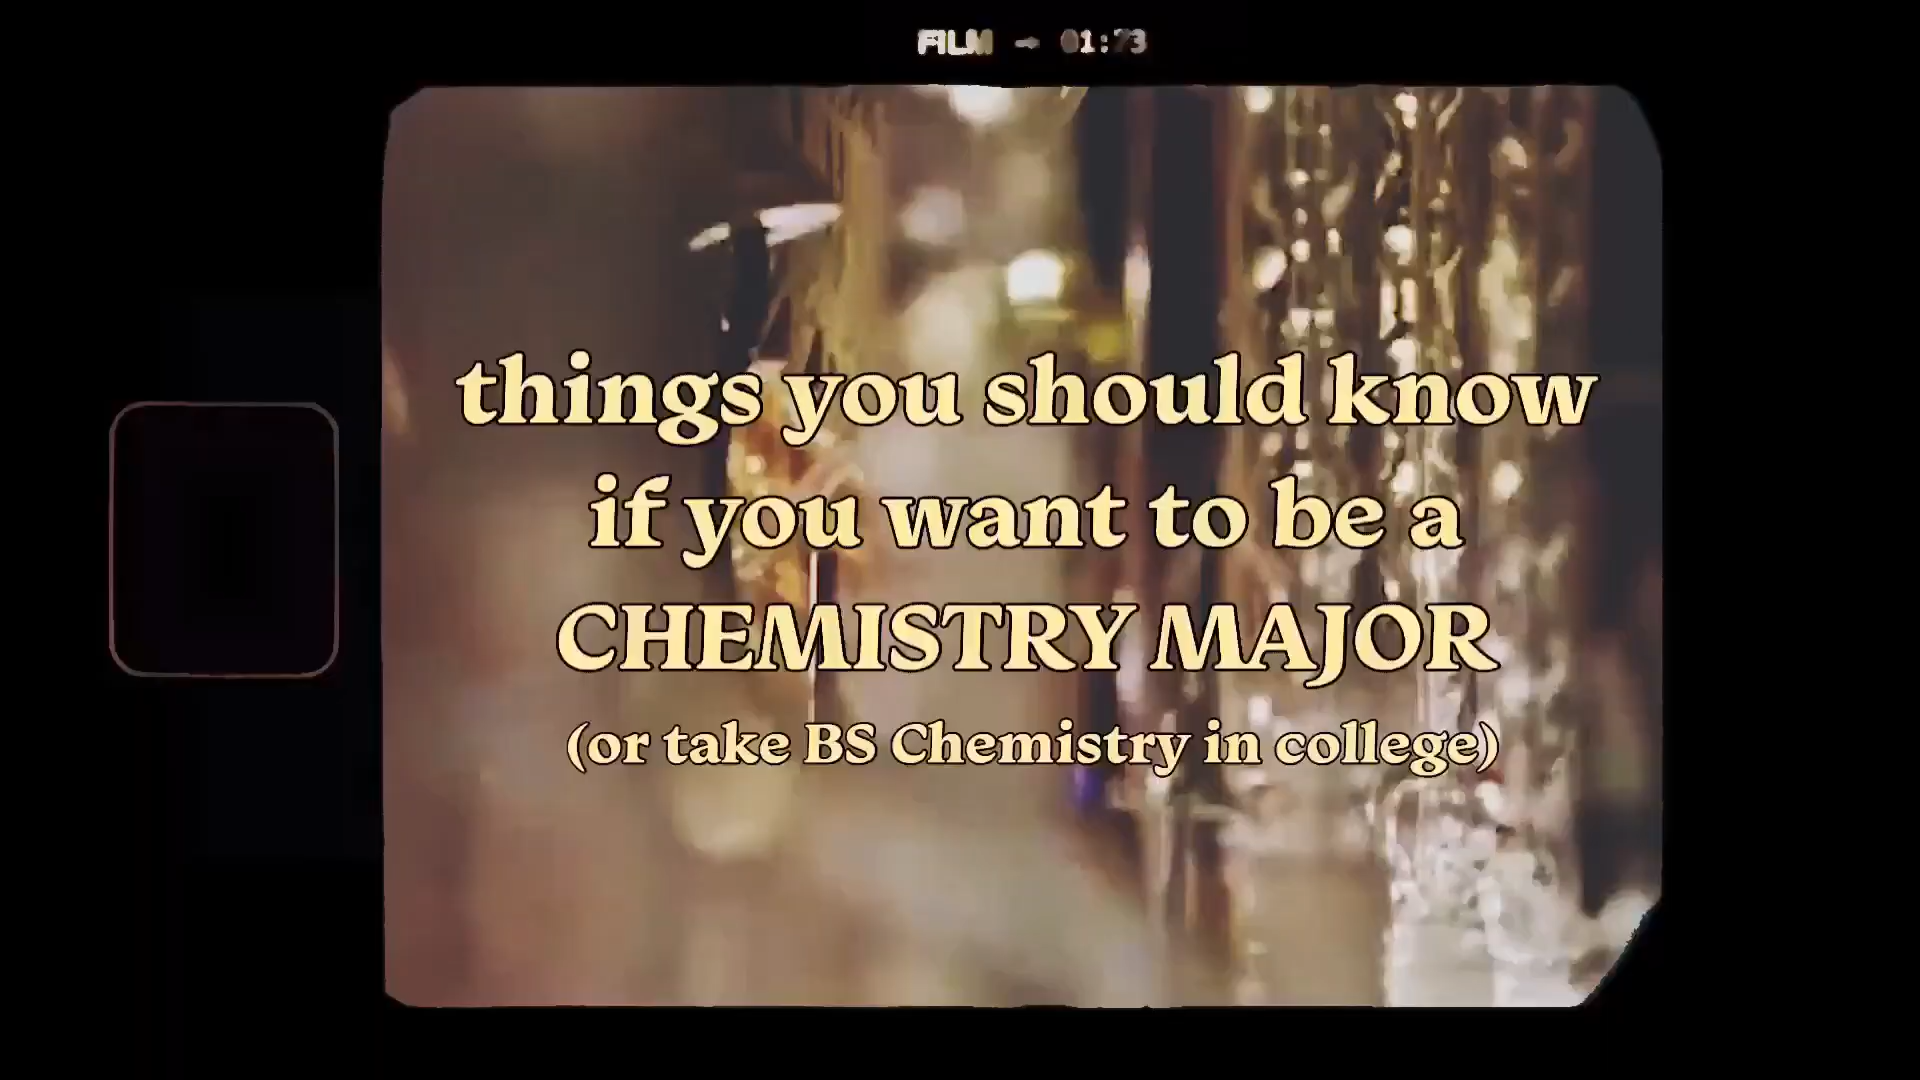 FILM → 01:73
things you should know
if you want to be a
CHEMISTRY MAJOR
(or take BS Chemistry in college)